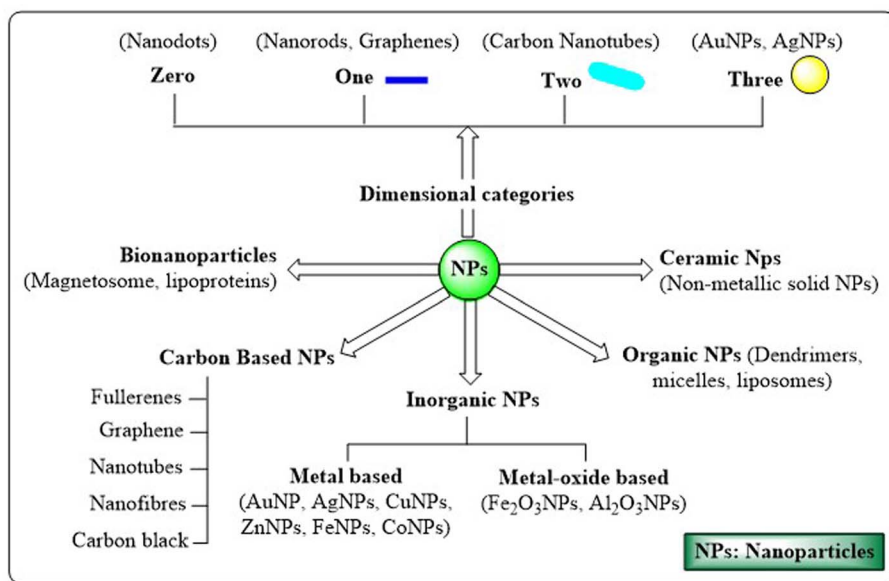 (Nanodots)
Zero
(Nanorods, Graphenes)
One
(Carbon Nanotubes)
Two
(AuNPs, AgNPs)
Three
Dimensional categories
NPs
Bionanoparticles
(Magnetosome, lipoproteins)
Ceramic Nps
(Non-metallic solid NPs)
Carbon Based NPs
Fullerenes
Graphene
Nanotubes
Nanofibres
Carbon black
Organic NPs (Dendrimers,
micelles, liposomes)
Inorganic NPs
Metal based
(AuNP, AgNPs, CuNPs,
ZnNPs, FeNPs, CoNPs)
Metal-oxide based
(Fe₂O₃NPs, Al₂O₃NPs)
NPs: Nanoparticles